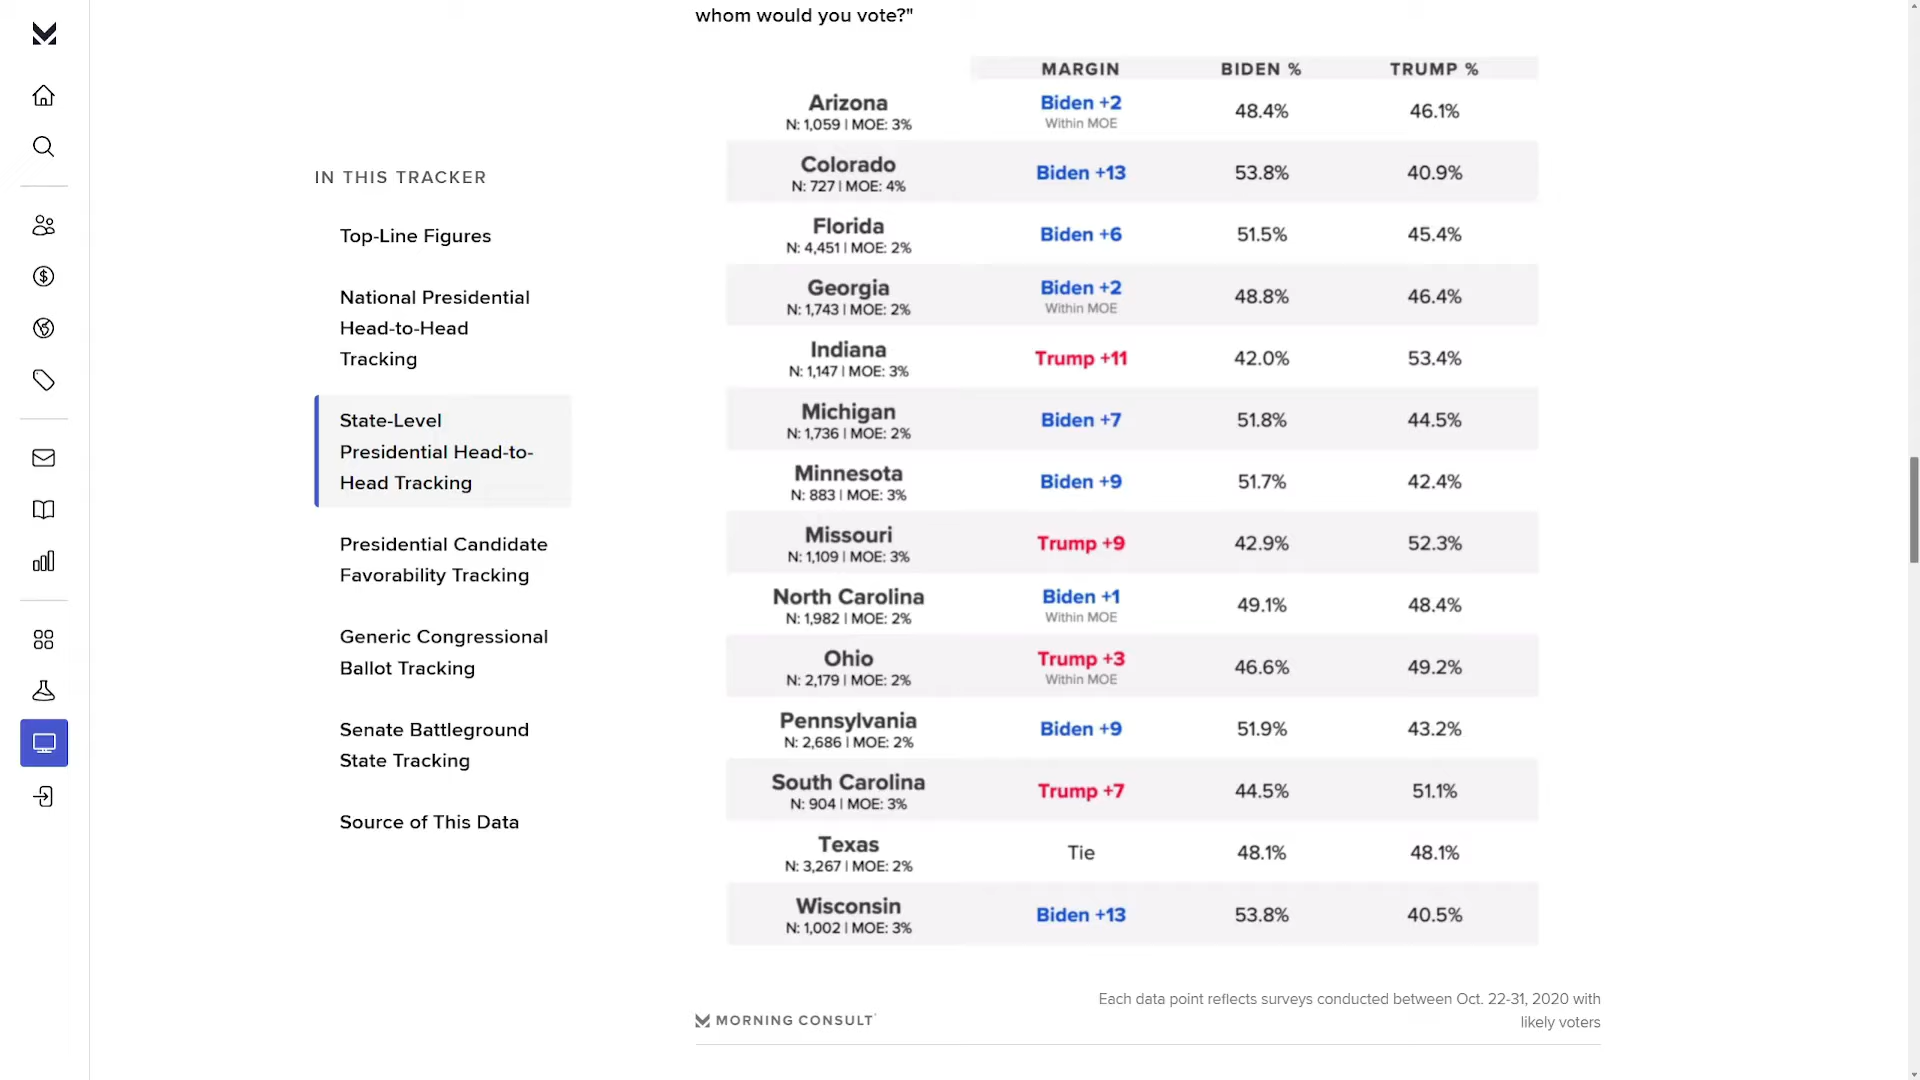 whom would you vote?"
MARGIN BIDEN % TRUMP %
Arizona
N: 1,059 | MOE: 3%
Biden +2
Within MOE
48.4% 46.1%
Colorado
N: 727 | MOE: 4%
Biden +13 53.8% 40.9%
Florida
N: 4,451 | MOE: 2%
Biden +6 51.5% 45.4%
Georgia
N: 1,743 | MOE: 2%
Biden +2
Within MOE
48.8% 46.4%
Indiana
N: 1,147 | MOE: 3%
Trump +11 42.0% 53.4%
Michigan
N: 1,736 | MOE: 2%
Biden +7 51.8% 44.5%
Minnesota
N: 883 | MOE: 3%
Biden +9 51.7% 42.4%
Missouri
N: 1,109 | MOE: 3%
Trump +9 42.9% 52.3%
North Carolina
N: 1,982 | MOE: 2%
Biden +1
Within MOE
49.1% 48.4%
Ohio
N: 2,179 | MOE: 2%
Trump +3
Within MOE
46.6% 49.2%
Pennsylvania
N: 2,686 | MOE: 2%
Biden +9 51.9% 43.2%
South Carolina
N: 904 | MOE: 3%
Trump +7 44.5% 51.1%
Texas
N: 3,267 | MOE: 2%
Tie 48.1% 48.1%
Wisconsin
N: 1,002 | MOE: 3%
Biden +13 53.8% 40.5%
IN THIS TRACKER
Top-Line Figures
National Presidential
Head-to-Head
Tracking
State-Level
Presidential Head-to-
Head Tracking
Presidential Candidate
Favorability Tracking
Generic Congressional
Ballot Tracking
Senate Battleground
State Tracking
Source of This Data
MORNING CONSULT
Each data point reflects surveys conducted between Oct. 22-31, 2020 with
likely voters